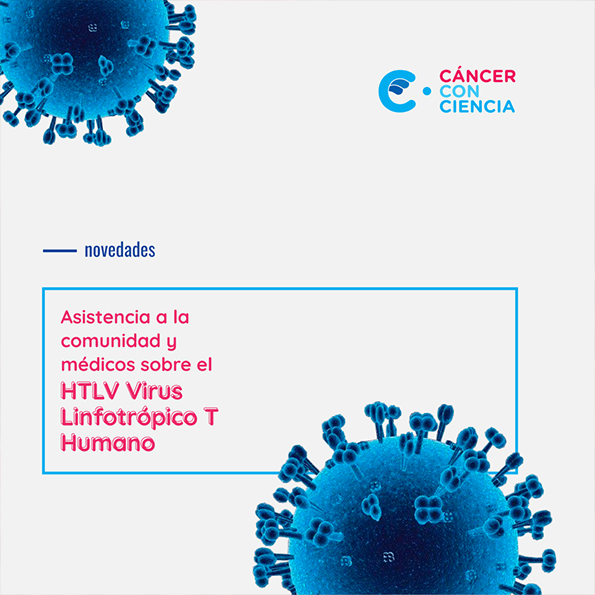 CÁNCER
CON
CIENCIA
novedades
Asistencia a la
comunidad y
médicos sobre el
HTLV Virus
Linfotrópico T
Humano